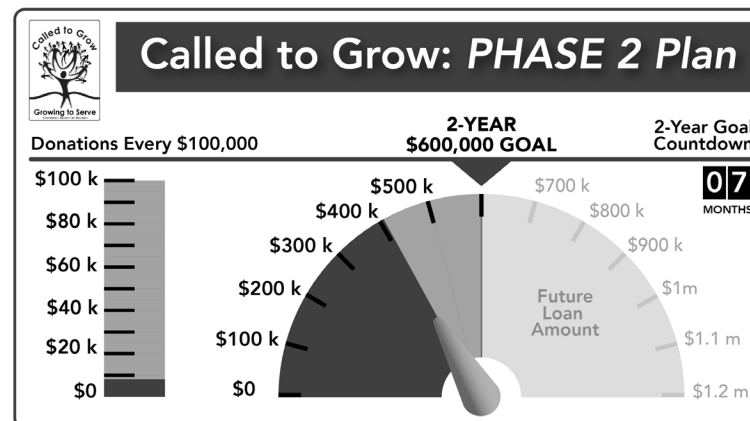 Called to Grow
Growing to Serve
Called to Grow: PHASE 2 Plan
Donations Every $100,000
2-YEAR
$600,000 GOAL
2-Year Goal
Countdown
07
MONTHS
$100 k
$80 k
$60 k
$40 k
$20 k
$0
$0
$100 k
$200 k
$300 k
$400 k
$500 k
$700 k
$800 k
$900 k
$1m
$1.1 m
$1.2 m
Future
Loan
Amount